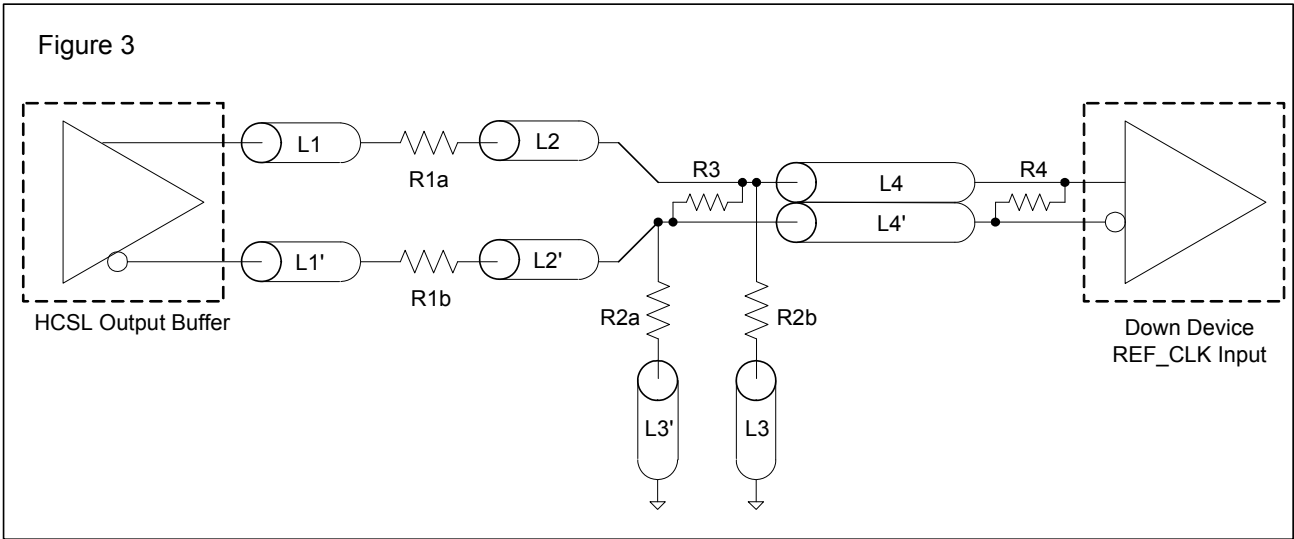 Figure 3
L1
R1a
L2
R3
L4
R4
L4'
L1'
R1b
L2'
HCSL Output Buffer
R2a
R2b
Down Device
REF_CLK Input
L3'
L3